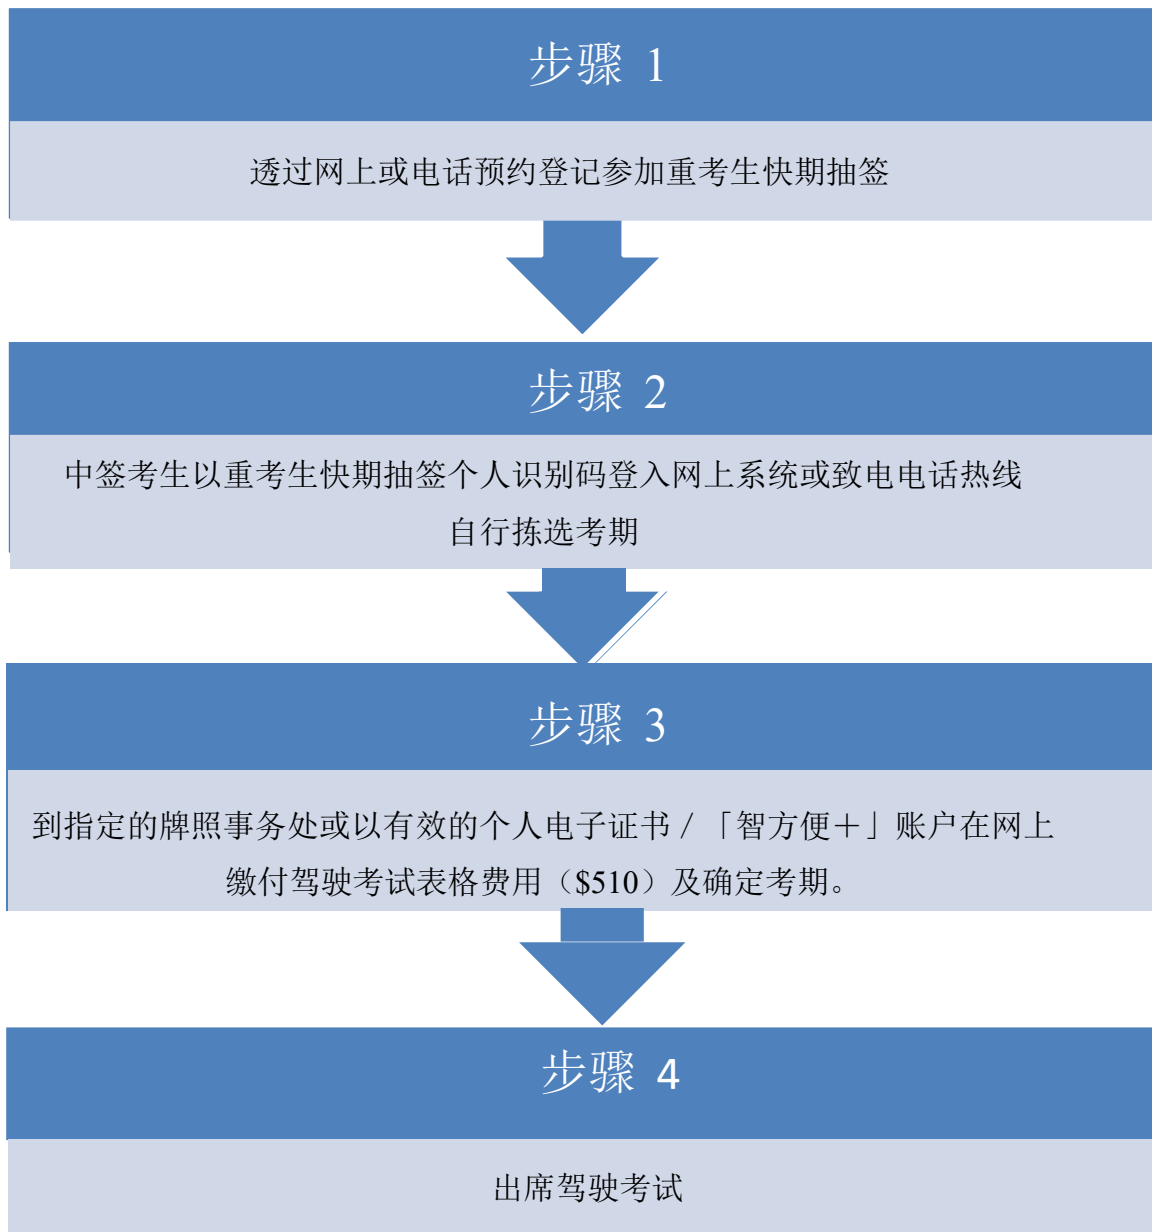 步骤 1
透过网上或电话预约登记参加重考生快期抽签
步骤 2
中签考生以重考生快期抽签个人识别码登入网上系统或致电电话热线
自行拣选考期
步骤 3
到指定的牌照事务处或以有效的个人电子证书／「智方便＋」账户在网上
缴付驾驶考试表格费用（$510）及确定考期。
步骤 4
出席驾驶考试